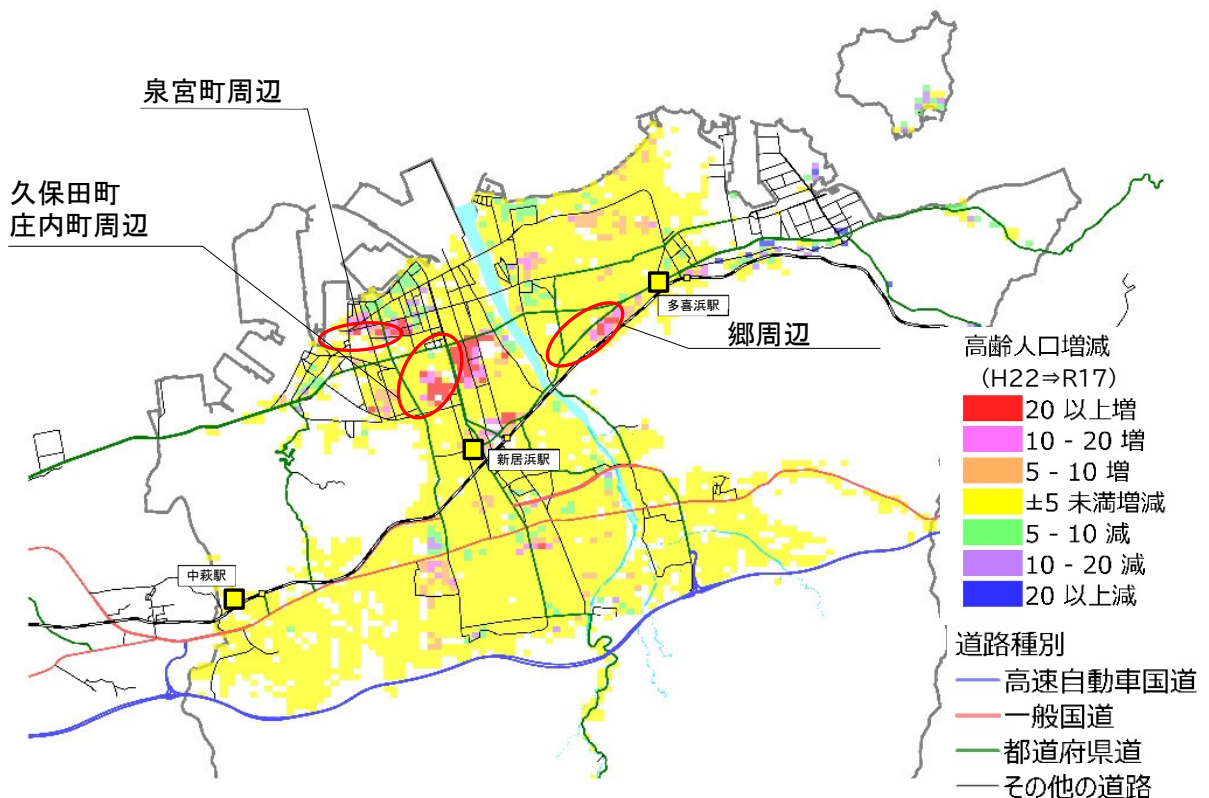 泉宮町周辺
久保田町
庄内町周辺
多喜浜駅
郷周辺
新居浜駅
中萩駅
高齢人口増減
（H22⇒R17）
20 以上増
10 - 20 増
5 - 10 増
±5 未満増減
5 - 10 減
10 - 20 減
20 以上減
道路種別
高速自動車国道
一般国道
都道府県道
その他の道路